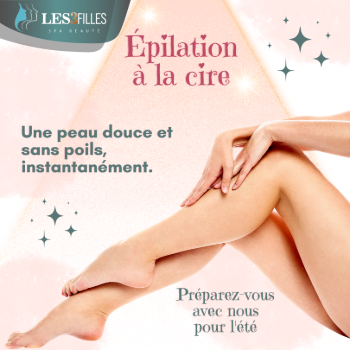 LES 3 FILLES
SPA BEAUTÉ
Épilation
à la cire
Une peau douce et
sans poils,
instantanément.
Préparez-vous
avec nous
pour l'été